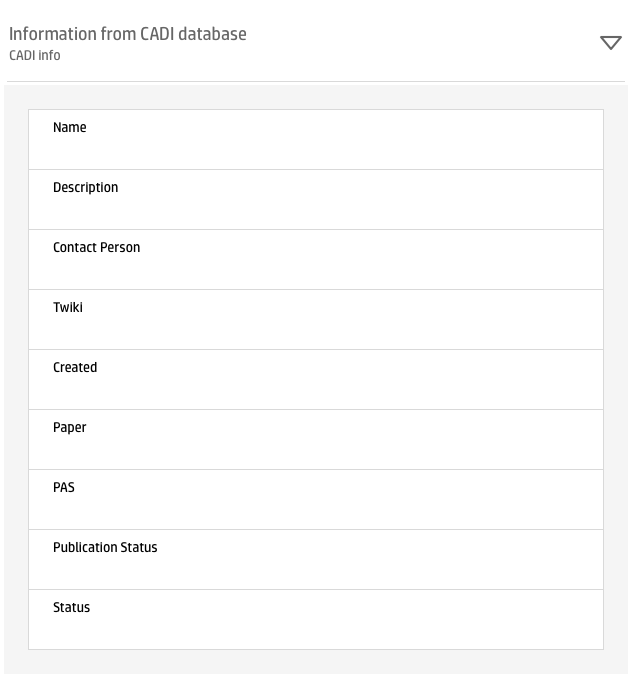 Information from CADI database
CADI info
Name
Description
Contact Person
Twiki
Created
Paper
PAS
Publication Status
Status